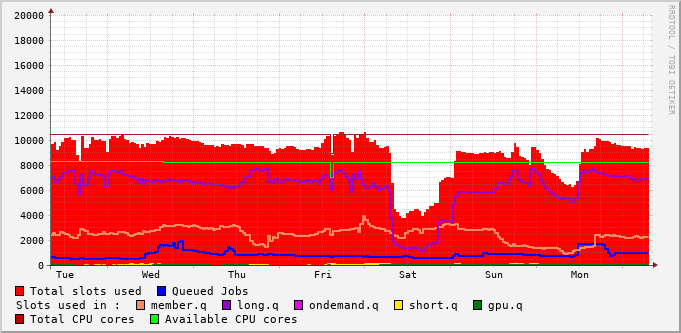 20000
18000
16000
14000
12000
10000
8000
6000
4000
2000
0
Tue Wed Thu Fri Sat Sun Mon
RRDTOOL / TOBI OETIKER
Total slots used Queued Jobs
Slots used in : member.q long.q ondemand.q short.q gpu.q
Total CPU cores Available CPU cores